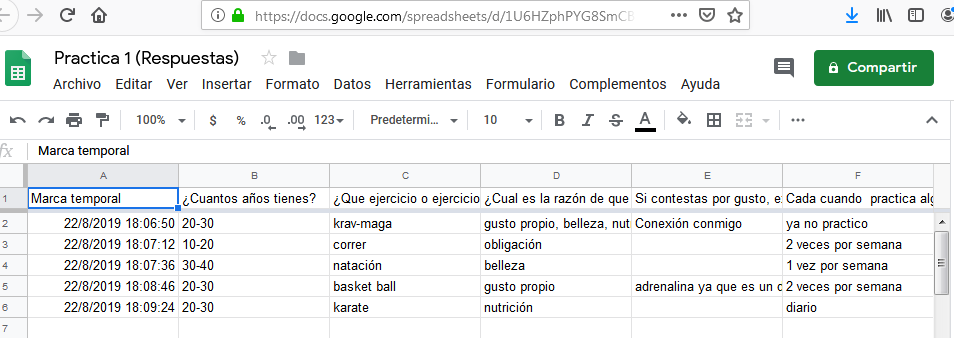 https://docs.google.com/spreadsheets/d/1U6HZphPYG8SmCB
Practica 1 (Respuestas)
Archivo Editar Ver Insertar Formato Datos Herramientas Formulario Complementos Ayuda
Compartir
100% $ % .0 .00 123 Predetermi... 10 B I S A
fx Marca temporal
A B C D E F
1 Marca temporal ¿Cuantos años tienes? ¿Que ejercicio o ejercicio ¿Cual es la razón de que Si contestas por gusto, ex Cada cuando practica alg
2 22/8/2019 18:06:50 20-30 krav-maga gusto propio, belleza, nut Conexión conmigo ya no practico
3 22/8/2019 18:07:12 10-20 correr obligación 2 veces por semana
4 22/8/2019 18:07:36 30-40 natación belleza 1 vez por semana
5 22/8/2019 18:08:46 20-30 basket ball gusto propio adrenalina ya que es un d 2 veces por semana
6 22/8/2019 18:09:24 20-30 karate nutrición diario
7